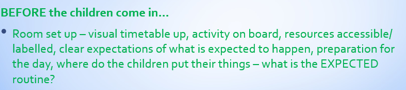 BEFORE the children come in...
• Room set up – visual timetable up, activity on board, resources accessible/
labelled, clear expectations of what is expected to happen, preparation for
the day, where do the children put their things – what is the EXPECTED
routine?